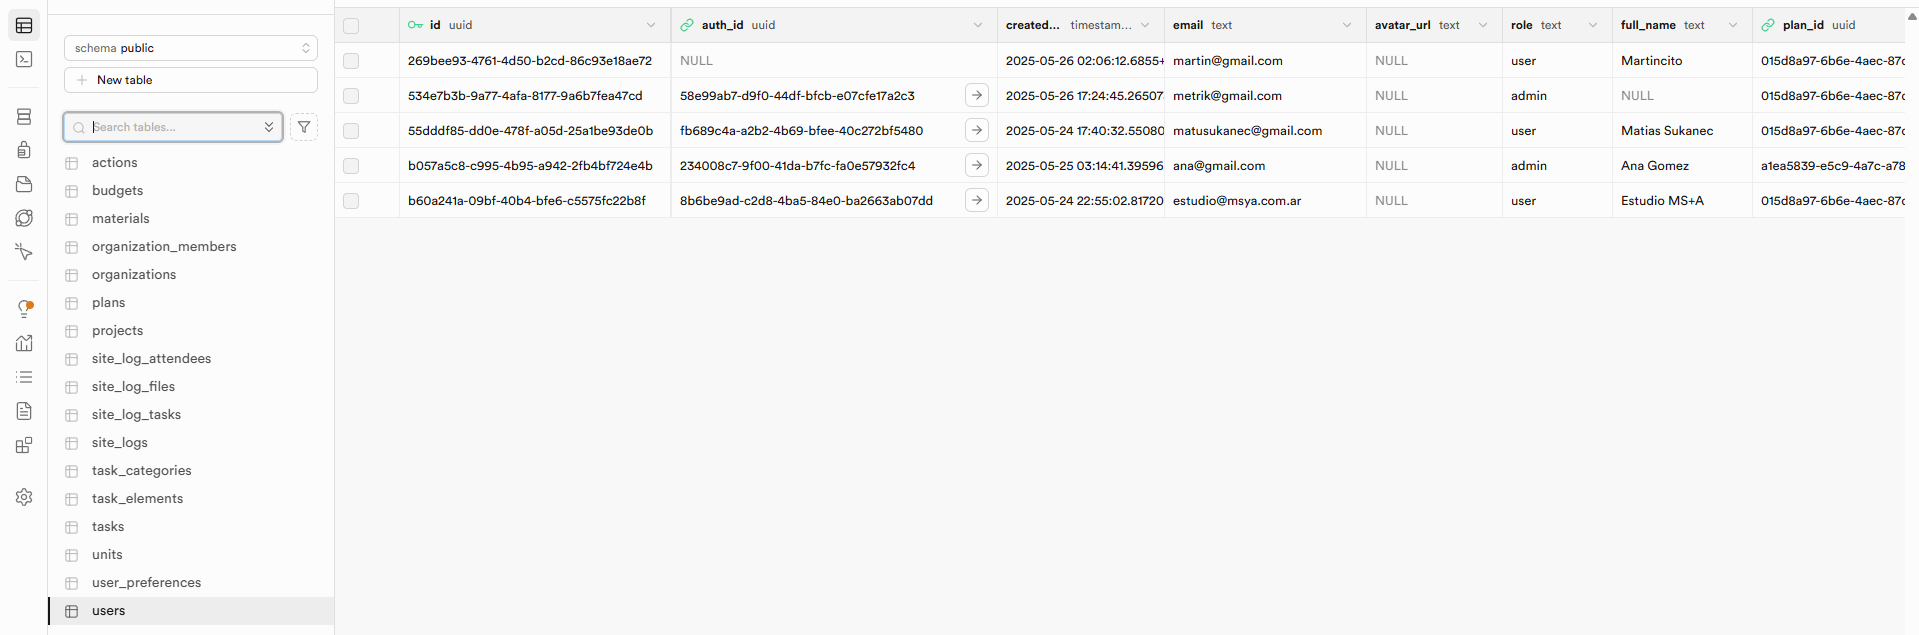 schema public
New table
Search tables...
actions
budgets
materials
organization_members
organizations
plans
projects
site_log_attendees
site_log_files
site_log_tasks
site_logs
task_categories
task_elements
tasks
units
user_preferences
users
id uuid auth_id uuid created... timestam... email text avatar_url text role text full_name text plan_id uuid
269bee93-4761-4d50-b2cd-86c93e18ae72 NULL 2025-05-26 02:06:12.6855+ martin@gmail.com NULL user Martincito 015d8a97-6b6e-4aec-87c
534e7b3b-9a77-4afa-8177-9a6b7fea47cd 58e99ab7-d9f0-44df-bfcb-e07cfe17a2c3 2025-05-26 17:24:45.26507 metrik@gmail.com NULL admin NULL 015d8a97-6b6e-4aec-87c
55dddf85-dd0e-478f-a05d-25a1be93de0b fb689c4a-a2b2-4b69-bfee-40c272bf5480 2025-05-24 17:40:32.55080 matusukanec@gmail.com NULL user Matias Sukanec 015d8a97-6b6e-4aec-87c
b057a5c8-c995-4b95-a942-2fb4bf724e4b 234008c7-9f00-41da-b7fc-fa0e57932fc4 2025-05-25 03:14:41.39596 ana@gmail.com NULL admin Ana Gomez a1ea5839-e5c9-4a7c-a78
b60a241a-09bf-40b4-bfe6-c5575fc22b8f 8b6be9ad-c2d8-4ba5-84e0-ba2663ab07dd 2025-05-24 22:55:02.81720 estudio@msya.com.ar NULL user Estudio MS+A 015d8a97-6b6e-4aec-87c